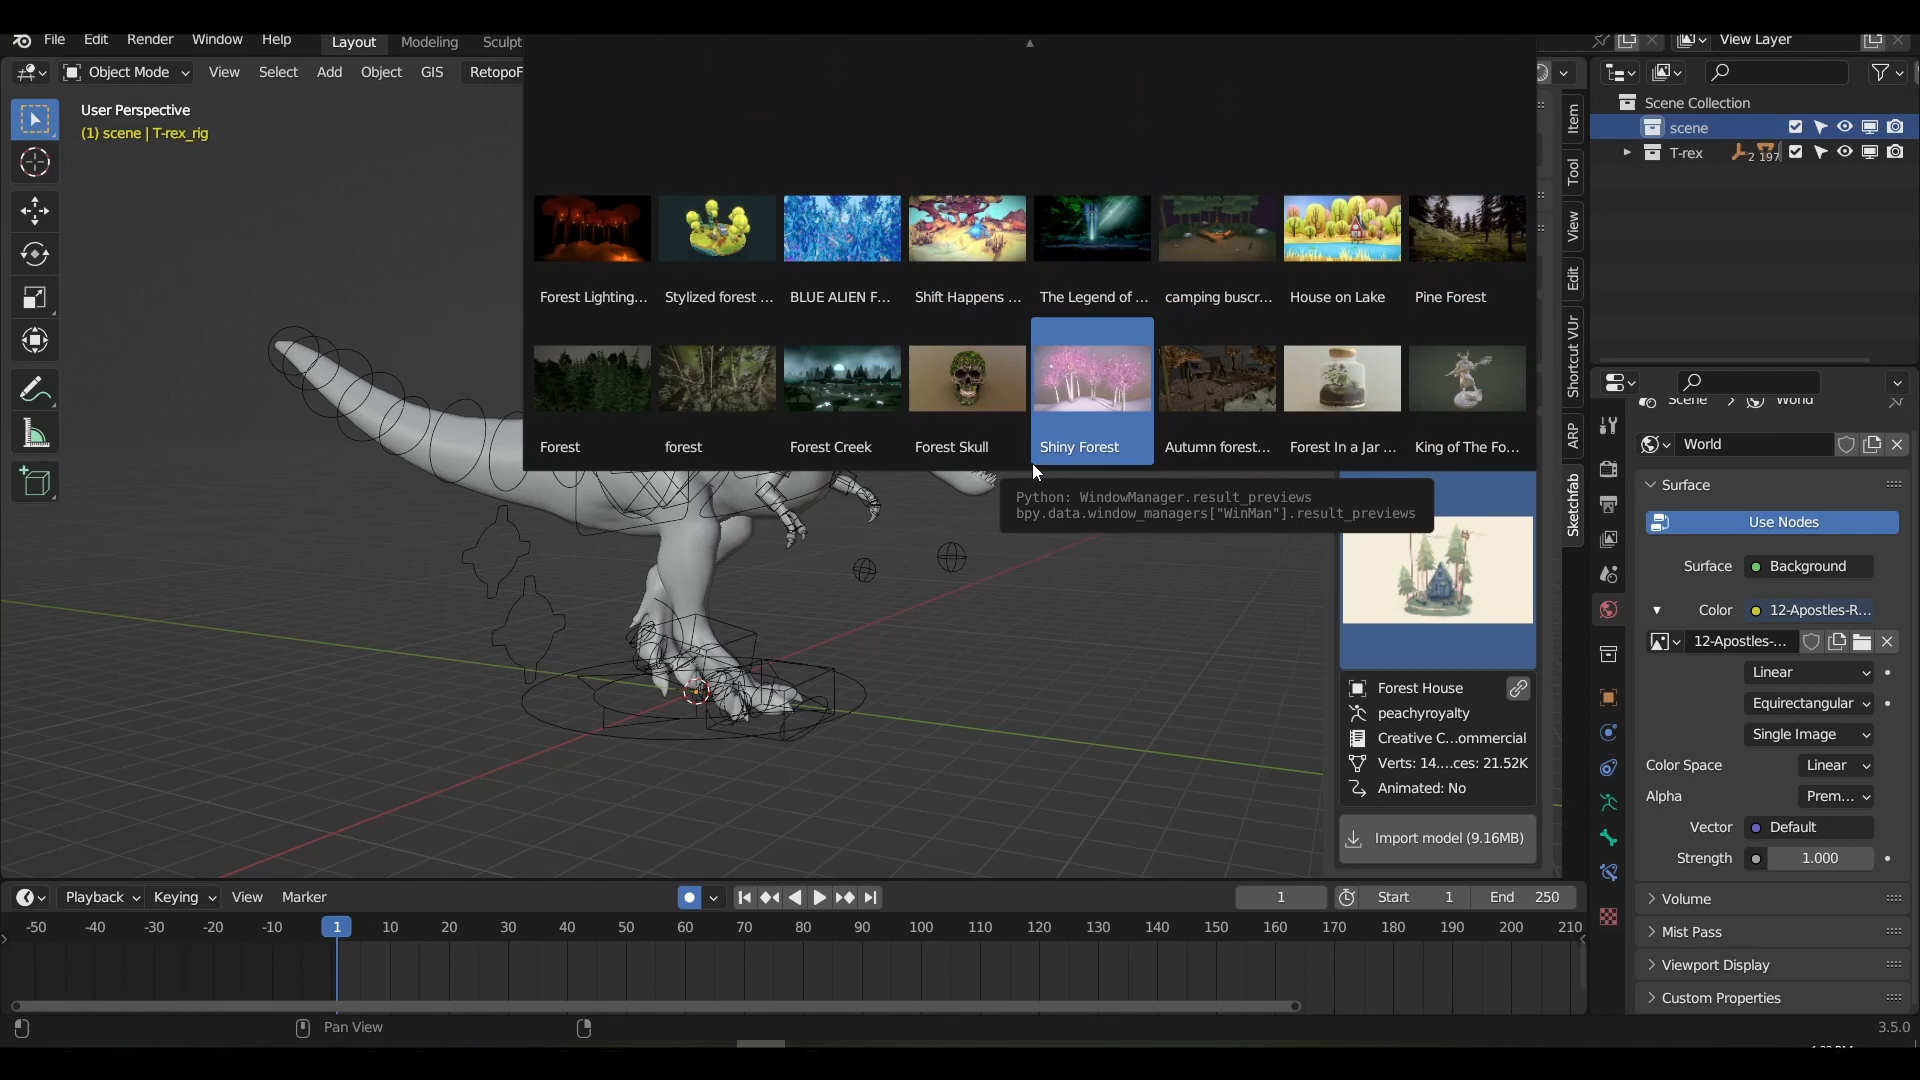 File Edit Render Window Help Layout Modeling Sculpt
View Layer
Object Mode View Select Add Object GIS RetopoF
User Perspective
(1) scene | T-rex_rig
Scene Collection
scene
T-rex 2 197
Item
Tool
View
Edit
Shortcut VUr
ARP
Sketchfab
Forest Lighting... Stylized forest ... BLUE ALIEN F... Shift Happens ... The Legend of ... camping buscr... House on Lake Pine Forest
Forest forest Forest Creek Forest Skull Shiny Forest Autumn forest... Forest In a Jar ... King of The Fo...
Python: WindowManager.result_previews
bpy.data.window_managers["WinMan"].result_previews
Forest House
peachyroyalty
Creative C...ommercial
Verts: 14....ces: 21.52K
Animated: No
Import model (9.16MB)
Scene World
World
Surface
Use Nodes
Surface Background
Color 12-Apostles-R...
12-Apostles-...
Linear
Equirectangular
Single Image
Color Space Linear
Alpha Prem...
Vector Default
Strength 1.000
Volume
Mist Pass
Viewport Display
Custom Properties
Playback Keying View Marker 1 Start 1 End 250
-50 -40 -30 -20 -10 1 10 20 30 40 50 60 70 80 90 100 110 120 130 140 150 160 170 180 190 200 210
Pan View
3.5.0